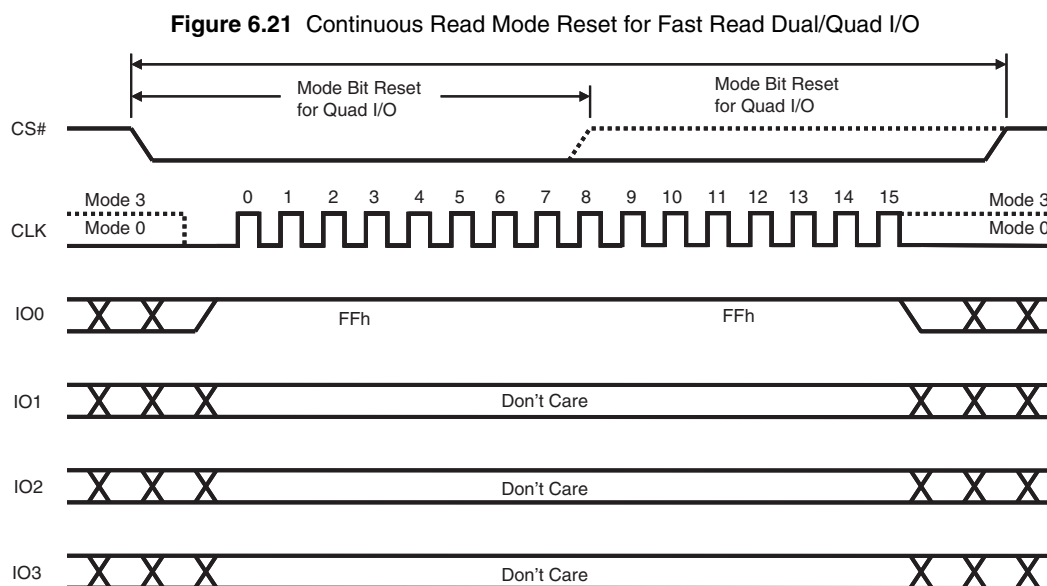 Figure 6.21 Continuous Read Mode Reset for Fast Read Dual/Quad I/O
Mode Bit Reset
for Quad I/O
Mode Bit Reset
for Quad I/O
CS#
Mode 3
0 1 2 3 4 5 6 7 8 9 10 11 12 13 14 15
Mode 3
CLK
Mode 0
Mode 0
IO0
FFh
FFh
IO1
Don't Care
IO2
Don't Care
IO3
Don't Care